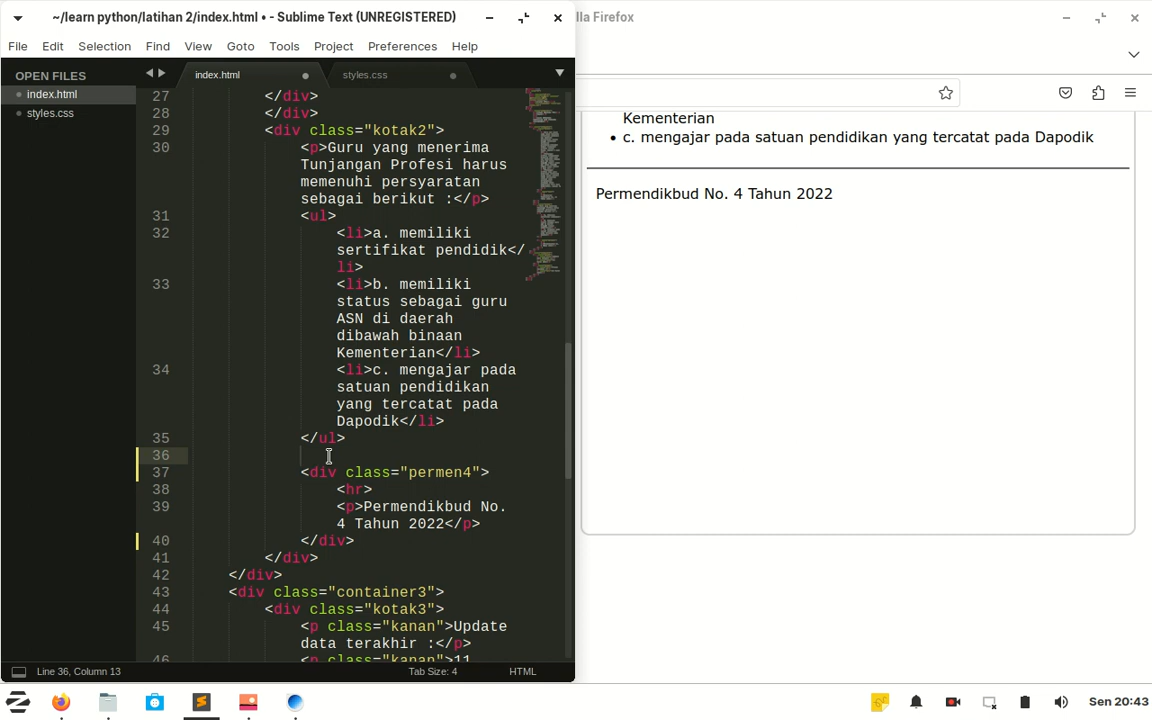 ~/learn python/latihan 2/index.html • - Sublime Text (UNREGISTERED)
lla Firefox
File Edit Selection Find View Goto Tools Project Preferences Help
OPEN FILES
index.html
styles.css
index.html
styles.css
27 </div>
28 </div>
29 <div class="kotak2">
30 <p>Guru yang menerima
Tunjangan Profesi harus
memenuhi persyaratan
sebagai berikut :</p>
31 <ul>
32 <li>a. memiliki
sertifikat pendidik</
li>
33 <li>b. memiliki
status sebagai guru
ASN di daerah
dibawah binaan
Kementerian</li>
34 <li>c. mengajar pada
satuan pendidikan
yang tercatat pada
Dapodik</li>
35 </ul>
36
37 <div class="permen4">
38 <hr>
39 <p>Permendikbud No.
4 Tahun 2022</p>
40 </div>
41 </div>
42 </div>
43 <div class="container3">
44 <div class="kotak3">
45 <p class="kanan">Update
data terakhir :</p>
46 <p class="kanan">11
Line 36, Column 13
Tab Size: 4
HTML
Kementerian
• c. mengajar pada satuan pendidikan yang tercatat pada Dapodik
Permendikbud No. 4 Tahun 2022
Sen 20:43